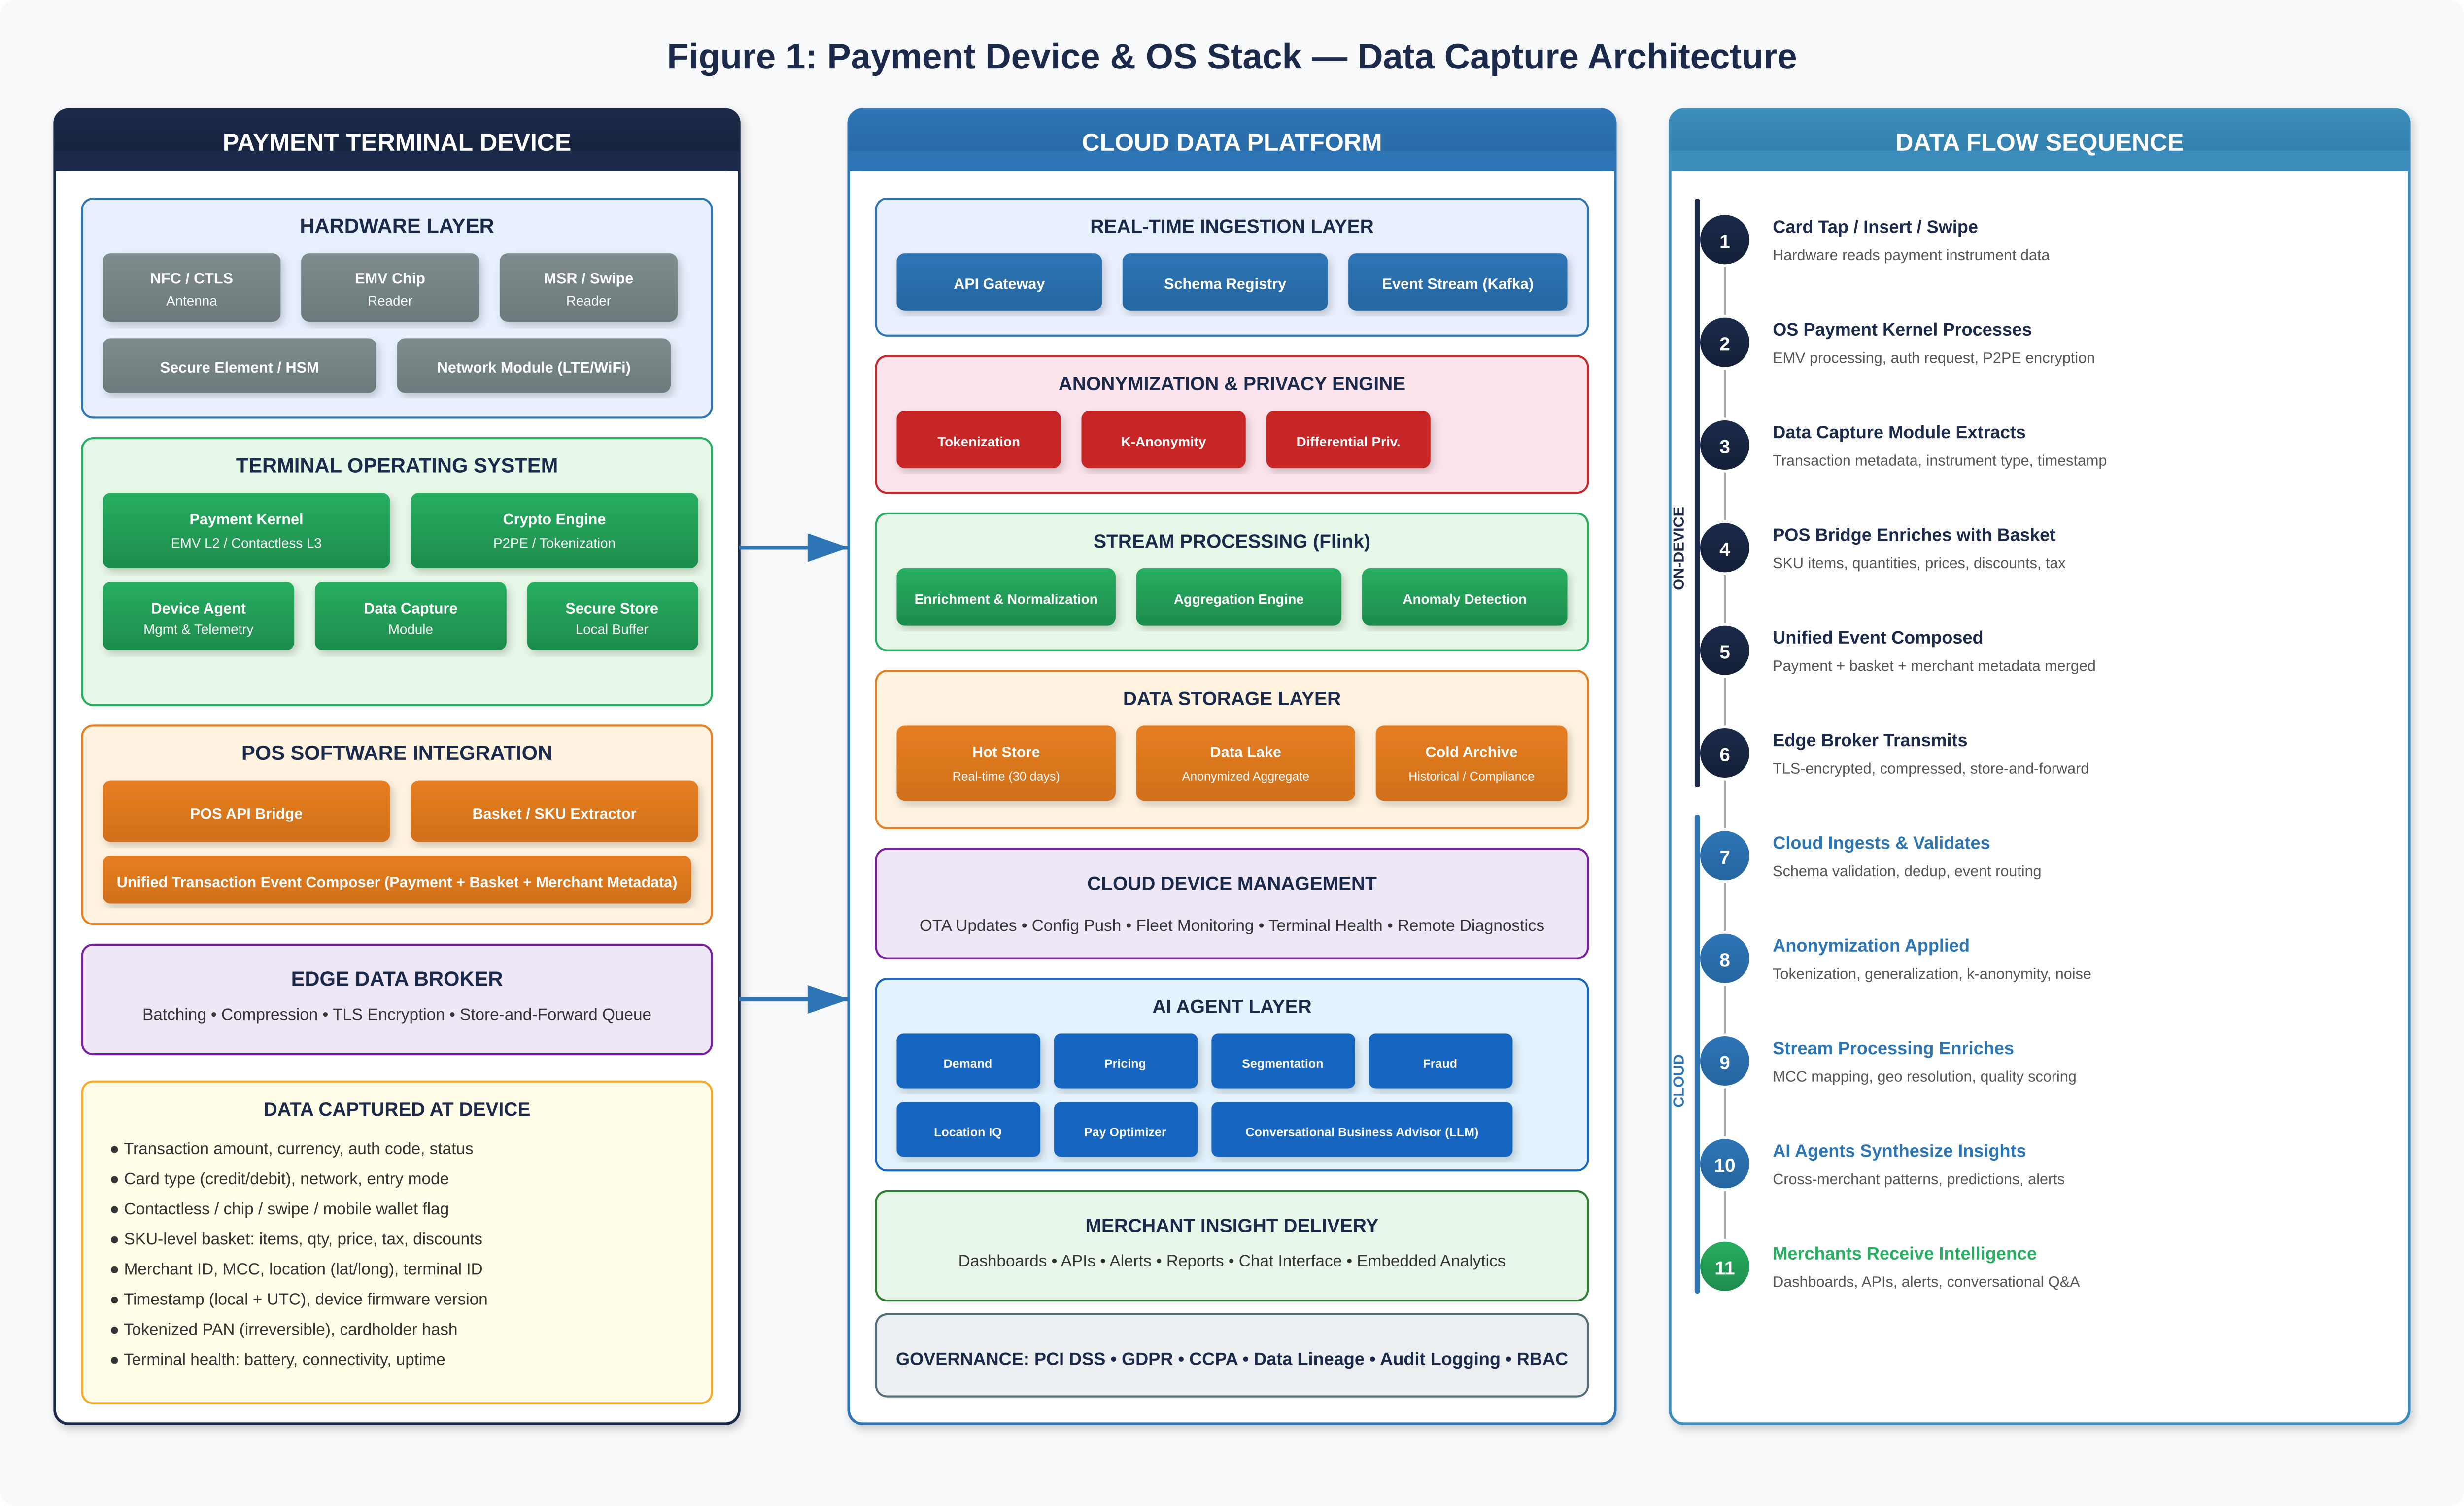 Figure 1: Payment Device & OS Stack — Data Capture Architecture
PAYMENT TERMINAL DEVICE
HARDWARE LAYER
NFC / CTLS
Antenna
EMV Chip
Reader
MSR / Swipe
Reader
Secure Element / HSM
Network Module (LTE/WiFi)
TERMINAL OPERATING SYSTEM
Payment Kernel
EMV L2 / Contactless L3
Crypto Engine
P2PE / Tokenization
Device Agent
Mgmt & Telemetry
Data Capture
Module
Secure Store
Local Buffer
POS SOFTWARE INTEGRATION
POS API Bridge
Basket / SKU Extractor
Unified Transaction Event Composer (Payment + Basket + Merchant Metadata)
EDGE DATA BROKER
Batching • Compression • TLS Encryption • Store-and-Forward Queue
DATA CAPTURED AT DEVICE
● Transaction amount, currency, auth code, status
● Card type (credit/debit), network, entry mode
● Contactless / chip / swipe / mobile wallet flag
● SKU-level basket: items, qty, price, tax, discounts
● Merchant ID, MCC, location (lat/long), terminal ID
● Timestamp (local + UTC), device firmware version
● Tokenized PAN (irreversible), cardholder hash
● Terminal health: battery, connectivity, uptime
CLOUD DATA PLATFORM
REAL-TIME INGESTION LAYER
API Gateway
Schema Registry
Event Stream (Kafka)
ANONYMIZATION & PRIVACY ENGINE
Tokenization
K-Anonymity
Differential Priv.
STREAM PROCESSING (Flink)
Enrichment & Normalization
Aggregation Engine
Anomaly Detection
DATA STORAGE LAYER
Hot Store
Real-time (30 days)
Data Lake
Anonymized Aggregate
Cold Archive
Historical / Compliance
CLOUD DEVICE MANAGEMENT
OTA Updates • Config Push • Fleet Monitoring • Terminal Health • Remote Diagnostics
AI AGENT LAYER
Demand
Pricing
Segmentation
Fraud
Location IQ
Pay Optimizer
Conversational Business Advisor (LLM)
MERCHANT INSIGHT DELIVERY
Dashboards • APIs • Alerts • Reports • Chat Interface • Embedded Analytics
GOVERNANCE: PCI DSS • GDPR • CCPA • Data Lineage • Audit Logging • RBAC
DATA FLOW SEQUENCE
ON-DEVICE
1
Card Tap / Insert / Swipe
Hardware reads payment instrument data
2
OS Payment Kernel Processes
EMV processing, auth request, P2PE encryption
3
Data Capture Module Extracts
Transaction metadata, instrument type, timestamp
4
POS Bridge Enriches with Basket
SKU items, quantities, prices, discounts, tax
5
Unified Event Composed
Payment + basket + merchant metadata merged
6
Edge Broker Transmits
TLS-encrypted, compressed, store-and-forward
CLOUD
7
Cloud Ingests & Validates
Schema validation, dedup, event routing
8
Anonymization Applied
Tokenization, generalization, k-anonymity, noise
9
Stream Processing Enriches
MCC mapping, geo resolution, quality scoring
10
AI Agents Synthesize Insights
Cross-merchant patterns, predictions, alerts
11
Merchants Receive Intelligence
Dashboards, APIs, alerts, conversational Q&A